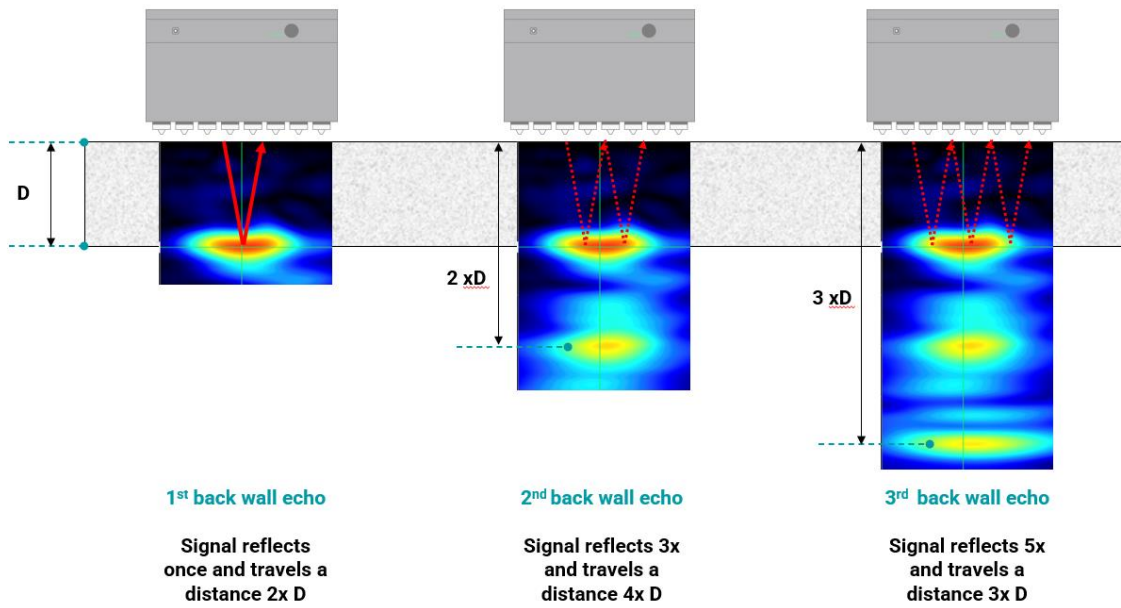 D
2 xD
3 xD
1st back wall echo
Signal reflects
once and travels a
distance 2x D
2nd back wall echo
Signal reflects 3x
and travels a
distance 4x D
3rd back wall echo
Signal reflects 5x
and travels a
distance 3x D